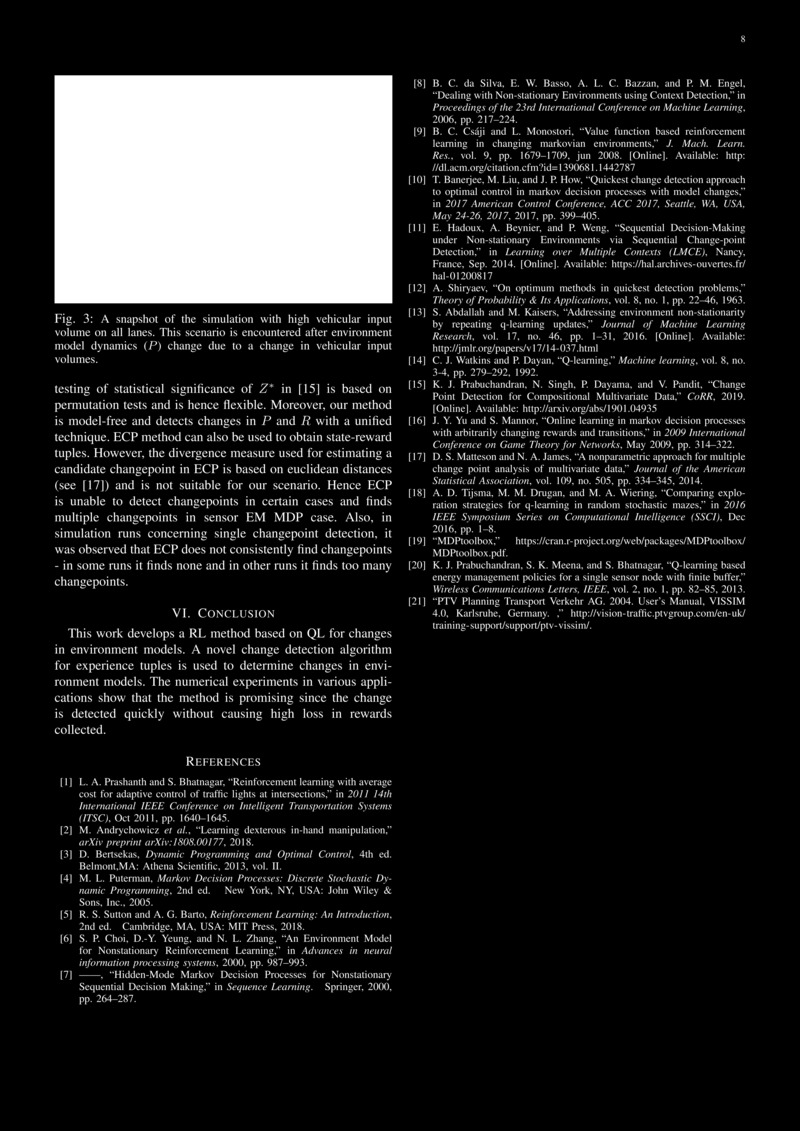 8
Fig. 3: A snapshot of the simulation with high vehicular input
volume on all lanes. This scenario is encountered after environment
model dynamics (P) change due to a change in vehicular input
volumes.
testing of statistical significance of Z* in [15] is based on
permutation tests and is hence flexible. Moreover, our method
is model-free and detects changes in P and R with a unified
technique. ECP method can also be used to obtain state-reward
tuples. However, the divergence measure used for estimating a
candidate changepoint in ECP is based on euclidean distances
(see [17]) and is not suitable for our scenario. Hence ECP
is unable to detect changepoints in certain cases and finds
multiple changepoints in sensor EM MDP case. Also, in
simulation runs concerning single changepoint detection, it
was observed that ECP does not consistently find changepoints
- in some runs it finds none and in other runs it finds too many
changepoints.
VI. CONCLUSION
This work develops a RL method based on QL for changes
in environment models. A novel change detection algorithm
for experience tuples is used to determine changes in envi-
ronment models. The numerical experiments in various appli-
cations show that the method is promising since the change
is detected quickly without causing high loss in rewards
collected.
REFERENCES
[1] L. A. Prashanth and S. Bhatnagar, “Reinforcement learning with average
cost for adaptive control of traffic lights at intersections,” in 2011 14th
International IEEE Conference on Intelligent Transportation Systems
(ITSC), Oct 2011, pp. 1640–1645.
[2] M. Andrychowicz et al., “Learning dexterous in-hand manipulation,”
arXiv preprint arXiv:1808.00177, 2018.
[3] D. Bertsekas, Dynamic Programming and Optimal Control, 4th ed.
Belmont,MA: Athena Scientific, 2013, vol. II.
[4] M. L. Puterman, Markov Decision Processes: Discrete Stochastic Dy-
namic Programming, 2nd ed. New York, NY, USA: John Wiley &
Sons, Inc., 2005.
[5] R. S. Sutton and A. G. Barto, Reinforcement Learning: An Introduction,
2nd ed. Cambridge, MA, USA: MIT Press, 2018.
[6] S. P. Choi, D.-Y. Yeung, and N. L. Zhang, “An Environment Model
for Nonstationary Reinforcement Learning,” in Advances in neural
information processing systems, 2000, pp. 987–993.
[7] ——, “Hidden-Mode Markov Decision Processes for Nonstationary
Sequential Decision Making,” in Sequence Learning. Springer, 2000,
pp. 264–287.
[8] B. C. da Silva, E. W. Basso, A. L. C. Bazzan, and P. M. Engel,
“Dealing with Non-stationary Environments using Context Detection,” in
Proceedings of the 23rd International Conference on Machine Learning,
2006, pp. 217–224.
[9] B. C. Csáji and L. Monostori, “Value function based reinforcement
learning in changing markovian environments,” J. Mach. Learn.
Res., vol. 9, pp. 1679–1709, jun 2008. [Online]. Available: http:
//dl.acm.org/citation.cfm?id=1390681.1442787
[10] T. Banerjee, M. Liu, and J. P. How, “Quickest change detection approach
to optimal control in markov decision processes with model changes,”
in 2017 American Control Conference, ACC 2017, Seattle, WA, USA,
May 24-26, 2017, 2017, pp. 399–405.
[11] E. Hadoux, A. Beynier, and P. Weng, “Sequential Decision-Making
under Non-stationary Environments via Sequential Change-point
Detection,” in Learning over Multiple Contexts (LMCE), Nancy,
France, Sep. 2014. [Online]. Available: https://hal.archives-ouvertes.fr/
hal-01200817
[12] A. Shiryaev, “On optimum methods in quickest detection problems,”
Theory of Probability & Its Applications, vol. 8, no. 1, pp. 22–46, 1963.
[13] S. Abdallah and M. Kaisers, “Addressing environment non-stationarity
by repeating q-learning updates,” Journal of Machine Learning
Research, vol. 17, no. 46, pp. 1–31, 2016. [Online]. Available:
http://jmlr.org/papers/v17/14-037.html
[14] C. J. Watkins and P. Dayan, “Q-learning,” Machine learning, vol. 8, no.
3-4, pp. 279–292, 1992.
[15] K. J. Prabuchandran, N. Singh, P. Dayama, and V. Pandit, “Change
Point Detection for Compositional Multivariate Data,” CoRR, 2019.
[Online]. Available: http://arxiv.org/abs/1901.04935
[16] J. Y. Yu and S. Mannor, “Online learning in markov decision processes
with arbitrarily changing rewards and transitions,” in 2009 International
Conference on Game Theory for Networks, May 2009, pp. 314–322.
[17] D. S. Matteson and N. A. James, “A nonparametric approach for multiple
change point analysis of multivariate data,” Journal of the American
Statistical Association, vol. 109, no. 505, pp. 334–345, 2014.
[18] A. D. Tijsma, M. M. Drugan, and M. A. Wiering, “Comparing explo-
ration strategies for q-learning in random stochastic mazes,” in 2016
IEEE Symposium Series on Computational Intelligence (SSCI), Dec
2016, pp. 1–8.
[19] “MDPtoolbox,” https://cran.r-project.org/web/packages/MDPtoolbox/
MDPtoolbox.pdf.
[20] K. J. Prabuchandran, S. K. Meena, and S. Bhatnagar, “Q-learning based
energy management policies for a single sensor node with finite buffer,”
Wireless Communications Letters, IEEE, vol. 2, no. 1, pp. 82–85, 2013.
[21] “PTV Planning Transport Verkehr AG. 2004. User’s Manual, VISSIM
4.0, Karlsruhe, Germany. ,” http://vision-traffic.ptvgroup.com/en-uk/
training-support/support/ptv-vissim/.